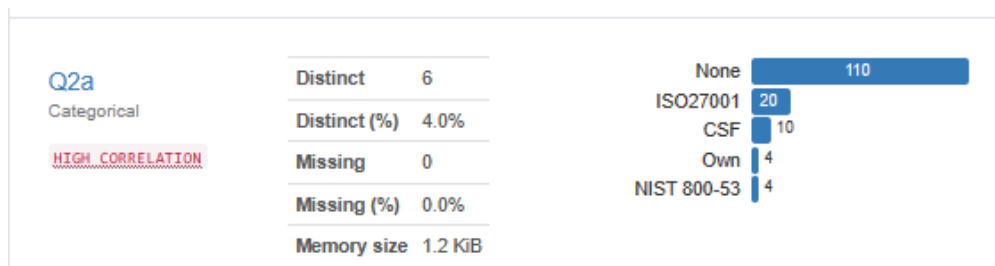 Q2a
Categorical
HIGH CORRELATION
Distinct 6
Distinct (%) 4.0%
Missing 0
Missing (%) 0.0%
Memory size 1.2 KiB
None 110
ISO27001 20
CSF 10
Own 4
NIST 800-53 4